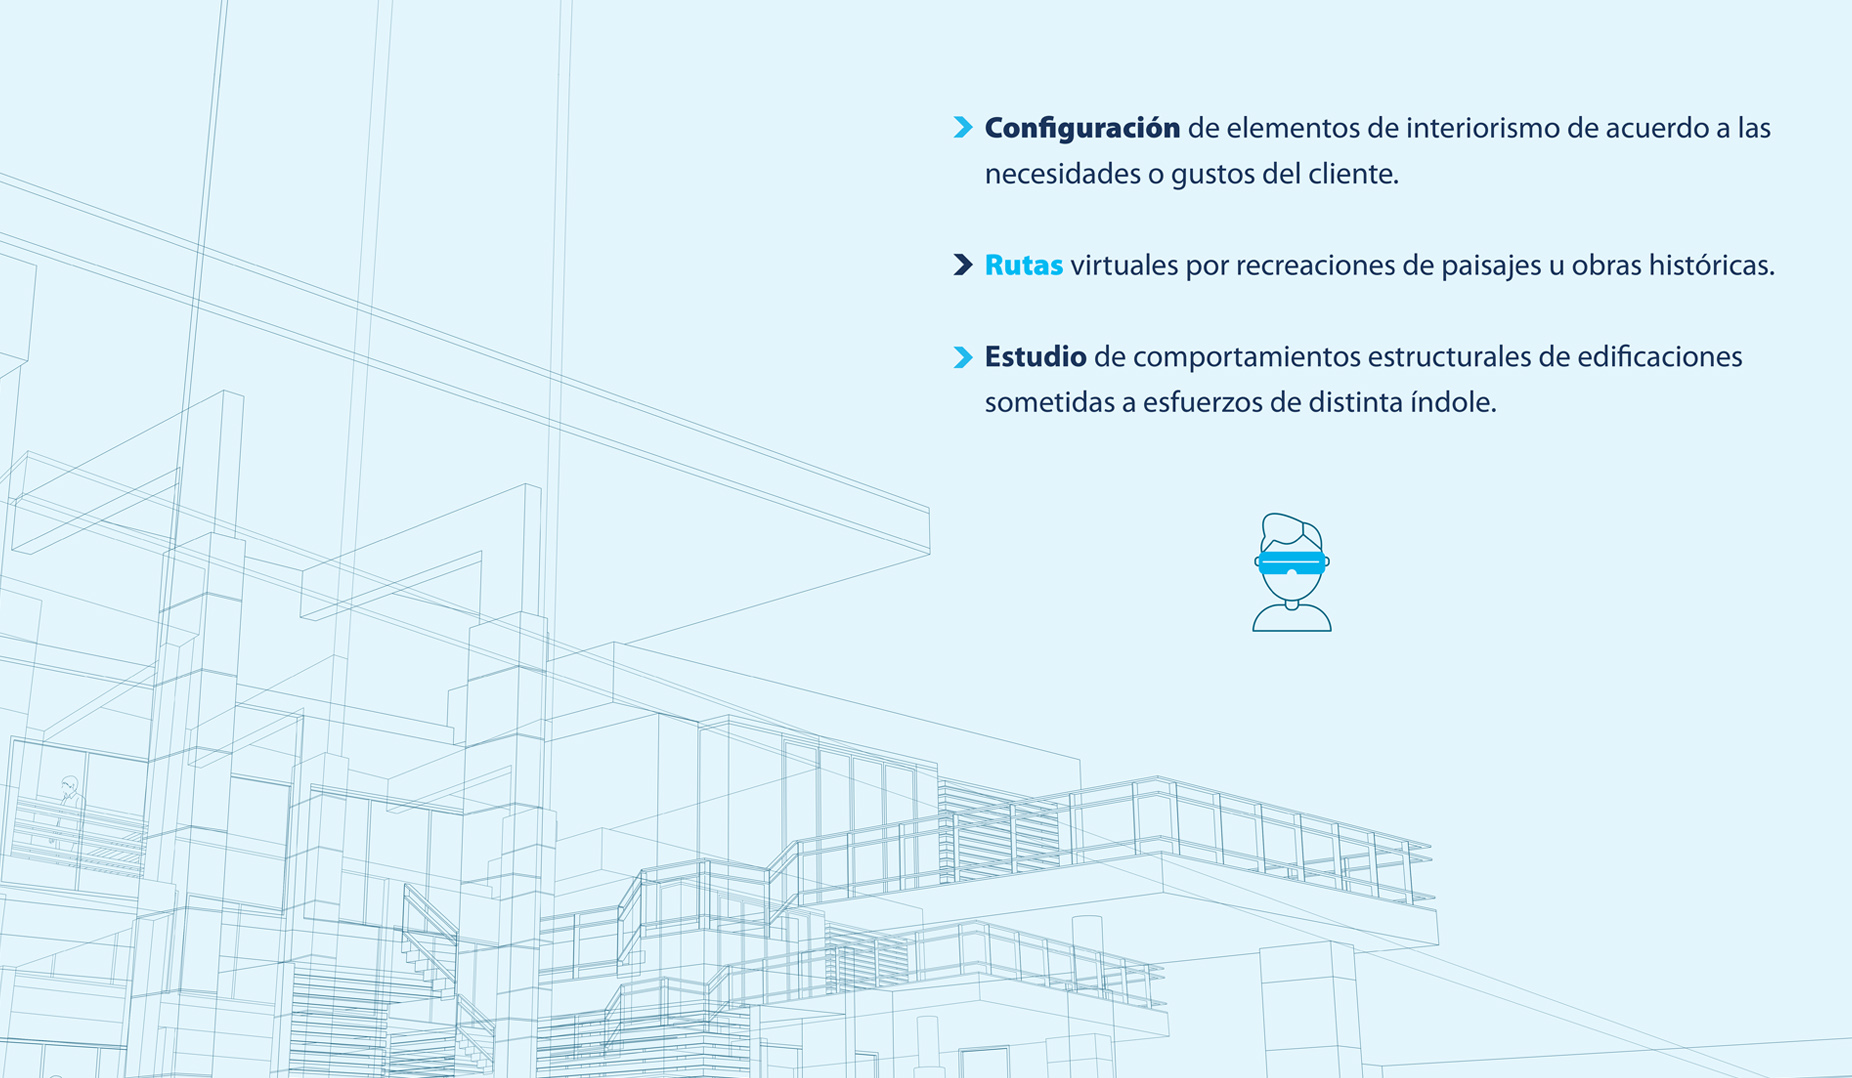 Configuración de elementos de interiorismo de acuerdo a las
necesidades o gustos del cliente.
Rutas virtuales por recreaciones de paisajes u obras históricas.
Estudio de comportamientos estructurales de edificaciones
sometidas a esfuerzos de distinta índole.